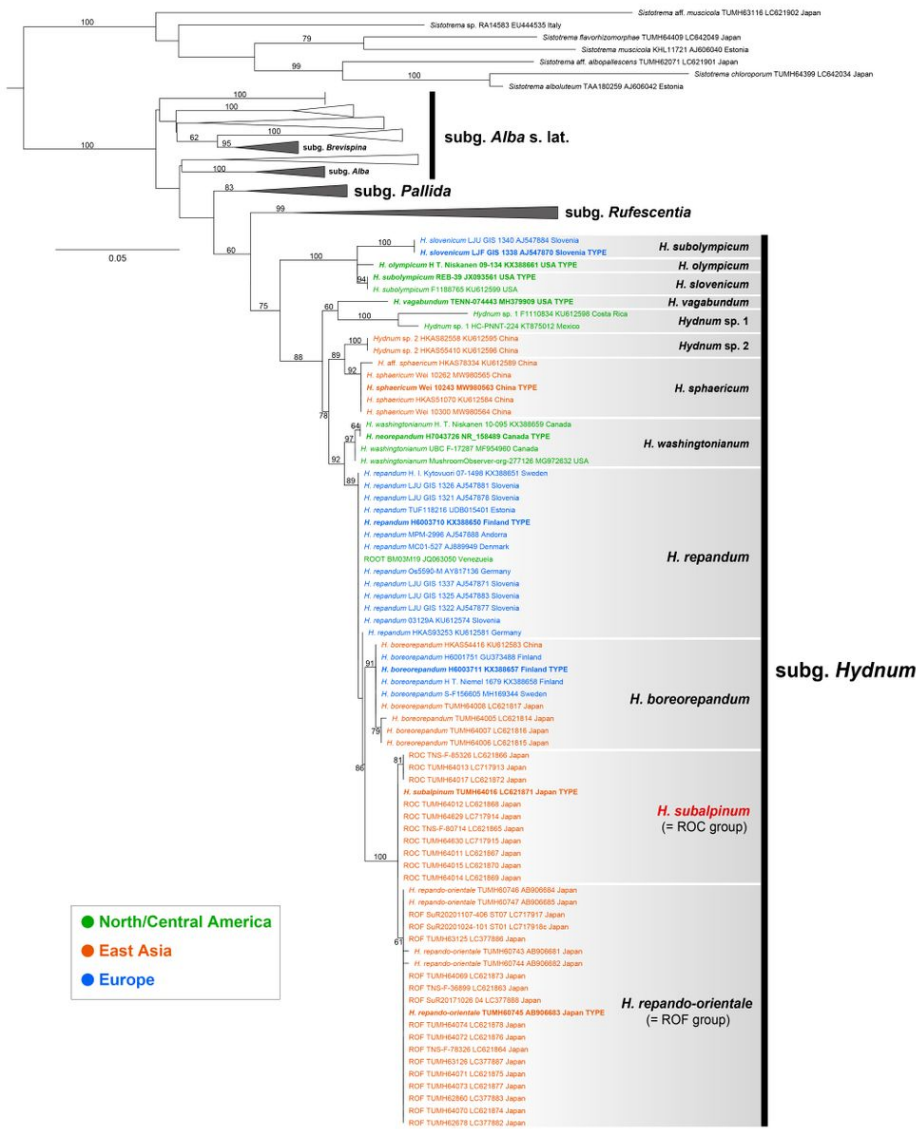 Sistotrema aff. muscicola TUMH63116 LC621902 Japan
100
Sistotrema sp. RA14583 EU444535 Italy
79
Sistotrema flavorhizomorphae TUMH64409 LC642049 Japan
Sistotrema muscicola KHL11721 AJ606040 Estonia
99
Sistotrema aff. albopallescens TUMH62071 LC621901 Japan
100
Sistotrema chloroporum TUMH64399 LC642034 Japan
Sistotrema alboluteum TAA180259 AJ606042 Estonia
100
100
100
62
100
95
subg. Brevispina
subg. Alba s. lat.
100
subg. Alba
83
subg. Pallida
99
subg. Rufescentia
0.05
60
75
100
100
H. slovenicum LJU GIS 1340 AJ547884 Slovenia
H. slovenicum LJF GIS 1338 AJ547870 Slovenia TYPE
H. subolympicum
H. olympicum H T. Niskanen 09-134 KX388661 USA TYPE
H. olympicum
94
H. subolympicum REB-39 JX093561 USA TYPE
H. subolympicum F1188765 KU612599 USA
H. slovenicum
88
60
H. vagabundum TENN-074443 MH379909 USA TYPE
H. vagabundum
100
Hydnum sp. 1 F1110834 KU612596 Costa Rica
Hydnum sp. 1 HC-PNNT-224 KT875012 Mexico
Hydnum sp. 1
78
89
100
Hydnum sp. 2 HKAS82558 KU612595 China
Hydnum sp. 2 HKAS55410 KU612586 China
Hydnum sp. 2
92
H. aff. sphaericum HKAS78334 KU612589 China
H. sphaericum Wei 10262 MW980565 China
H. sphaericum Wei 10243 MW980563 China TYPE
H. sphaericum HKAS51070 KU612584 China
H. sphaericum Wei 10300 MW980564 China
H. sphaericum
92
97
64
H. washingtonianum H. T. Niskanen 10-095 KX388659 Canada
H. neorepandum H7043726 NR_158489 Canada TYPE
H. washingtonianum UBC F-17287 MF954960 Canada
H. washingtonianum MushroomObserver-org-277126 MG972632 USA
H. washingtonianum
89
H. repandum H. I. Kytovuori 07-1498 KX388651 Sweden
H. repandum LJU GIS 1326 AJ547881 Slovenia
H. repandum LJU GIS 1321 AJ547876 Slovenia
H. repandum TUF118216 UDB015401 Estonia
H. repandum H6003710 KX388650 Finland TYPE
H. repandum MPM-2996 AJ547888 Andorra
H. repandum MC01-527 AJ889949 Denmark
ROOT BM03M19 JQ063050 Venezuela
H. repandum Os5590-M AY817136 Germany
H. repandum LJU GIS 1337 AJ547871 Slovenia
H. repandum LJU GIS 1325 AJ547883 Slovenia
H. repandum LJU GIS 1322 AJ547877 Slovenia
H. repandum 03129A KU612574 Slovenia
H. repandum HKAS93253 KU612581 Germany
H. repandum
86
91
H. boreorepandum HKAS54416 KU612583 China
H. boreorepandum H6001751 GU373488 Finland
H. boreorepandum H6003711 KX388657 Finland TYPE
H. boreorepandum H T. Niemel 1679 KX388658 Finland
H. boreorepandum S-F156605 MH169344 Sweden
H. boreorepandum TUMH64008 LC621817 Japan
79
H. boreorepandum TUMH64005 LC621814 Japan
H. boreorepandum TUMH64007 LC621816 Japan
H. boreorepandum TUMH64006 LC621815 Japan
H. boreorepandum
subg. Hydnum
100
81
ROC TNS-F-85326 LC621866 Japan
ROC TUMH64013 LC717913 Japan
ROC TUMH64017 LC621872 Japan
H. subalpinum TUMH64016 LC621871 Japan TYPE
ROC TUMH64012 LC621868 Japan
ROC TUMH64629 LC717914 Japan
ROC TNS-F-80714 LC621865 Japan
ROC TUMH64630 LC717915 Japan
ROC TUMH64011 LC621867 Japan
ROC TUMH64015 LC621870 Japan
ROC TUMH64014 LC621869 Japan
H. subalpinum
(= ROC group)
61
H. repando-orientale TUMH60746 AB906684 Japan
H. repando-orientale TUMH60747 AB906685 Japan
ROF SuR20201107-406 ST07 LC717917 Japan
ROF SuR20201024-101 ST01 LC717918c Japan
ROF TUMH63125 LC377886 Japan
H. repando-orientale TUMH60743 AB906681 Japan
H. repando-orientale TUMH60744 AB906682 Japan
ROF TUMH64069 LC621873 Japan
ROF TNS-F-36899 LC621863 Japan
ROF SuR20171026 04 LC377888 Japan
H. repando-orientale TUMH60745 AB906683 Japan TYPE
ROF TUMH64074 LC621878 Japan
ROF TUMH64072 LC621876 Japan
ROF TNS-F-78326 LC621864 Japan
ROF TUMH63126 LC377887 Japan
ROF TUMH64071 LC621875 Japan
ROF TUMH64073 LC621877 Japan
ROF TUMH62860 LC377883 Japan
ROF TUMH64070 LC621874 Japan
ROF TUMH62678 LC377882 Japan
H. repando-orientale
(= ROF group)
North/Central America
East Asia
Europe